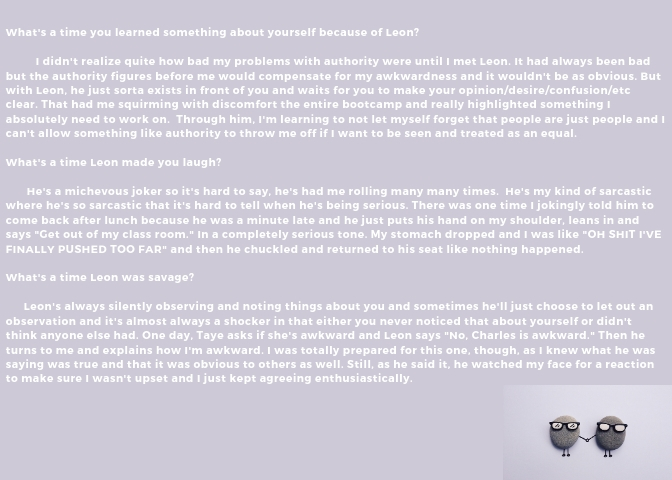 What's a time you learned something about yourself because of Leon?
I didn't realize quite how bad my problems with authority were until I met Leon. It had always been bad
but the authority figures before me would compensate for my awkwardness and it wouldn't be as obvious. But
with Leon, he just sorta exists in front of you and waits for you to make your opinion/desire/confusion/etc
clear. That had me squirming with discomfort the entire bootcamp and really highlighted something I
absolutely need to work on. Through him, I'm learning to not let myself forget that people are just people and I
can't allow something like authority to throw me off if I want to be seen and treated as an equal.
What's a time Leon made you laugh?
He's a michevous joker so it's hard to say, he's had me rolling many many times. He's my kind of sarcastic
where he's so sarcastic that it's hard to tell when he's being serious. There was one time I jokingly told him to
come back after lunch because he was a minute late and he just puts his hand on my shoulder, leans in and
says "Get out of my class room." In a completely serious tone. My stomach dropped and I was like "OH SHIT I'VE
FINALLY PUSHED TOO FAR" and then he chuckled and returned to his seat like nothing happened.
What's a time Leon was savage?
Leon's always silently observing and noting things about you and sometimes he'll just choose to let out an
observation and it's almost always a shocker in that either you never noticed that about yourself or didn't
think anyone else had. One day, Taye asks if she's awkward and Leon says "No, Charles is awkward." Then he
turns to me and explains how I'm awkward. I was totally prepared for this one, though, as I knew what he was
saying was true and that it was obvious to others as well. Still, as he said it, he watched my face for a reaction
to make sure I wasn't upset and I just kept agreeing enthusiastically.